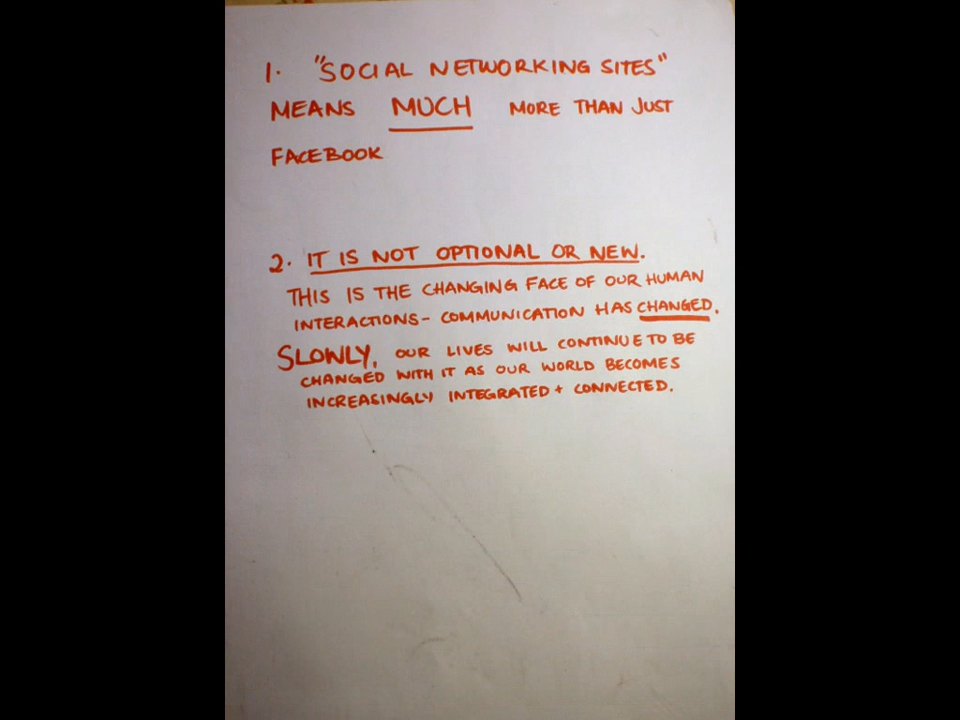 1. "SOCIAL NETWORKING SITES"
MEANS MUCH MORE THAN JUST
FACEBOOK
2. IT IS NOT OPTIONAL OR NEW.
THIS IS THE CHANGING FACE OF OUR HUMAN
INTERACTIONS - COMMUNICATION HAS CHANGED.
SLOWLY, OUR LIVES WILL CONTINUE TO BE
CHANGED WITH IT AS OUR WORLD BECOMES
INCREASINGLY INTEGRATED + CONNECTED.